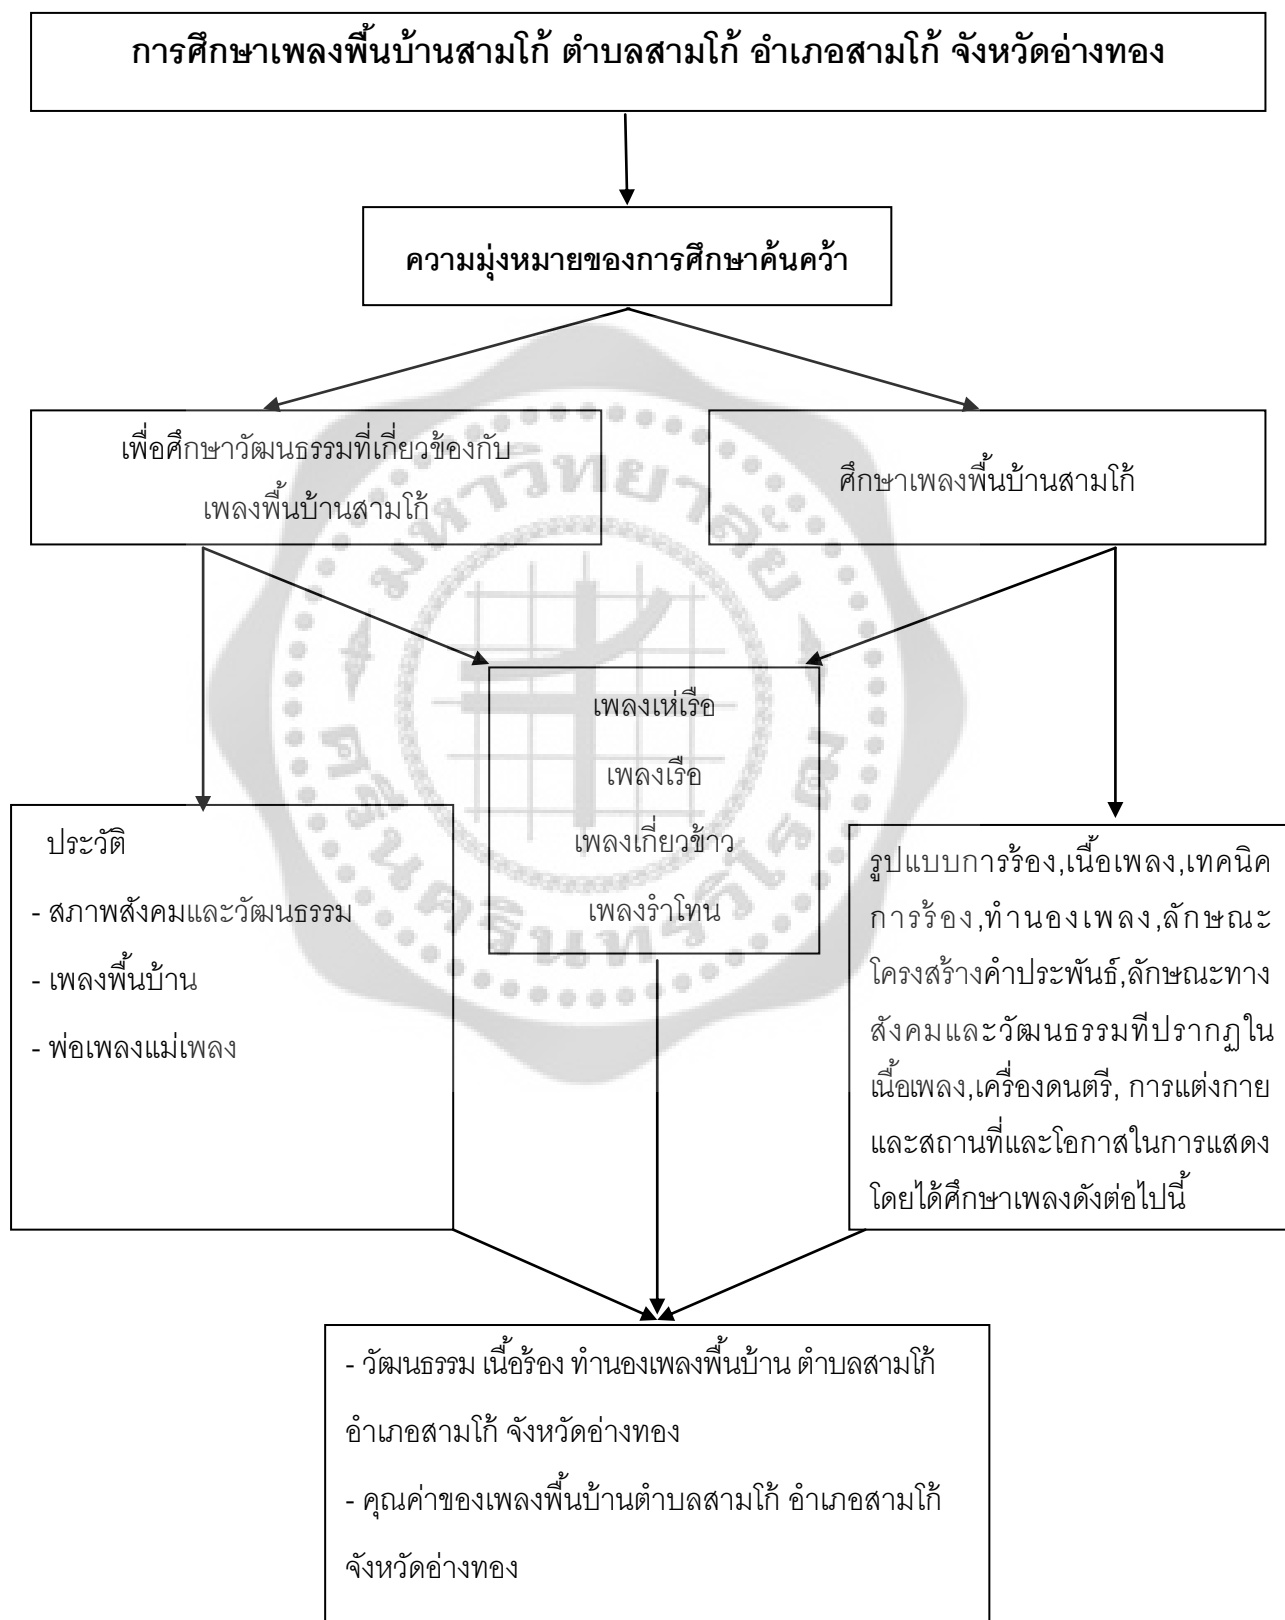 การศึกษาเพลงพื้นบ้านสามโก้ ตำบลสามโก้ อำเภอสามโก้ จังหวัดอ่างทอง
ความมุ่งหมายของการศึกษาค้นคว้า
เพื่อศึกษาวัฒนธรรมที่เกี่ยวข้องกับ
เพลงพื้นบ้านสามโก้
ศึกษาเพลงพื้นบ้านสามโก้
มหาวิทยาลัย
ศรีนครินทรวิโรฒ
เพลงเห่เรือ
เพลงเรือ
เพลงเกี่ยวข้าว
เพลงรำโทน
ประวัติ
- สภาพสังคมและวัฒนธรรม
- เพลงพื้นบ้าน
- พ่อเพลงแม่เพลง
รูปแบบการร้อง,เนื้อเพลง,เทคนิค
การร้อง,ทำนองเพลง,ลักษณะ
โครงสร้างคำประพันธ์,ลักษณะทาง
สังคมและวัฒนธรรมทีปรากฏใน
เนื้อเพลง,เครื่องดนตรี, การแต่งกาย
และสถานที่และโอกาสในการแสดง
โดยได้ศึกษาเพลงดังต่อไปนี้
- วัฒนธรรม เนื้อร้อง ทำนองเพลงพื้นบ้าน ตำบลสามโก้
อำเภอสามโก้ จังหวัดอ่างทอง
- คุณค่าของเพลงพื้นบ้านตำบลสามโก้ อำเภอสามโก้
จังหวัดอ่างทอง